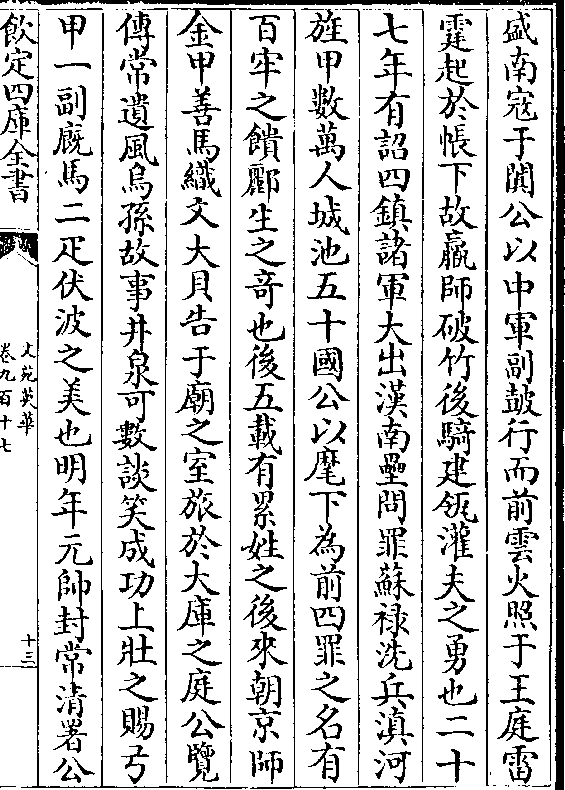 盛南寇于闐公以中軍副鼓行而前雲火照于王庭雷
霆起於帳下故羸師破竹後騎建瓴灌夫之勇也二十
七年有詔四鎮諸軍大出漢南壘問罪蘇禄洗兵滇河
旌甲數萬人城池五十國公以麾下為前四罪之名有
百牢之饋酈生之竒也後五載有累姓之後來朝京師
金甲善馬織文大貝告于廟之室旅於大庫之庭公覽
傅常遺風烏孫故事井泉可數談笑成功上壯之賜弓
甲一副廐馬二疋伏波之美也明年元帥封常清署公
欽定四庫全書
文苑英華
卷九百十七
十三